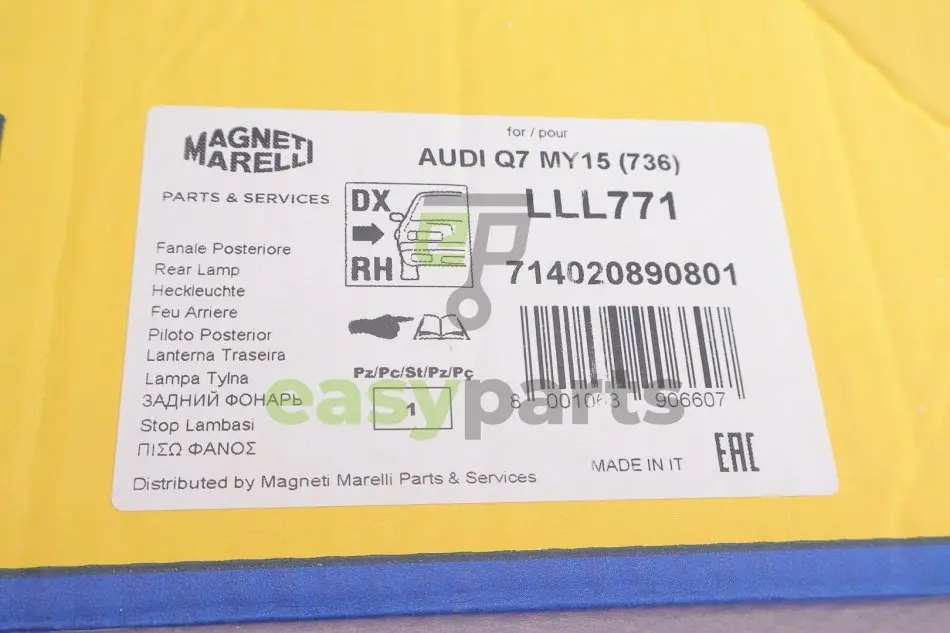 MAGNETI
MARELLI
PARTS & SERVICES
for / pour
AUDI Q7 MY15 (736)
DX
RH
LLL771
714020890801
Fanale Posteriore
Rear Lamp
Heckleuchte
Feu Arriere
Piloto Posterior
Lanterna Traseira
Lampa Tylna
ЗАДНИЙ ФОНАРЬ
Stop Lambasi
ΠΙΣΩ ΦΑΝΟΣ
Pz/Pc/St/Pz/Pç
1
8 001063 906607
MADE IN IT
EAC
Distributed by Magneti Marelli Parts & Services
easyparts